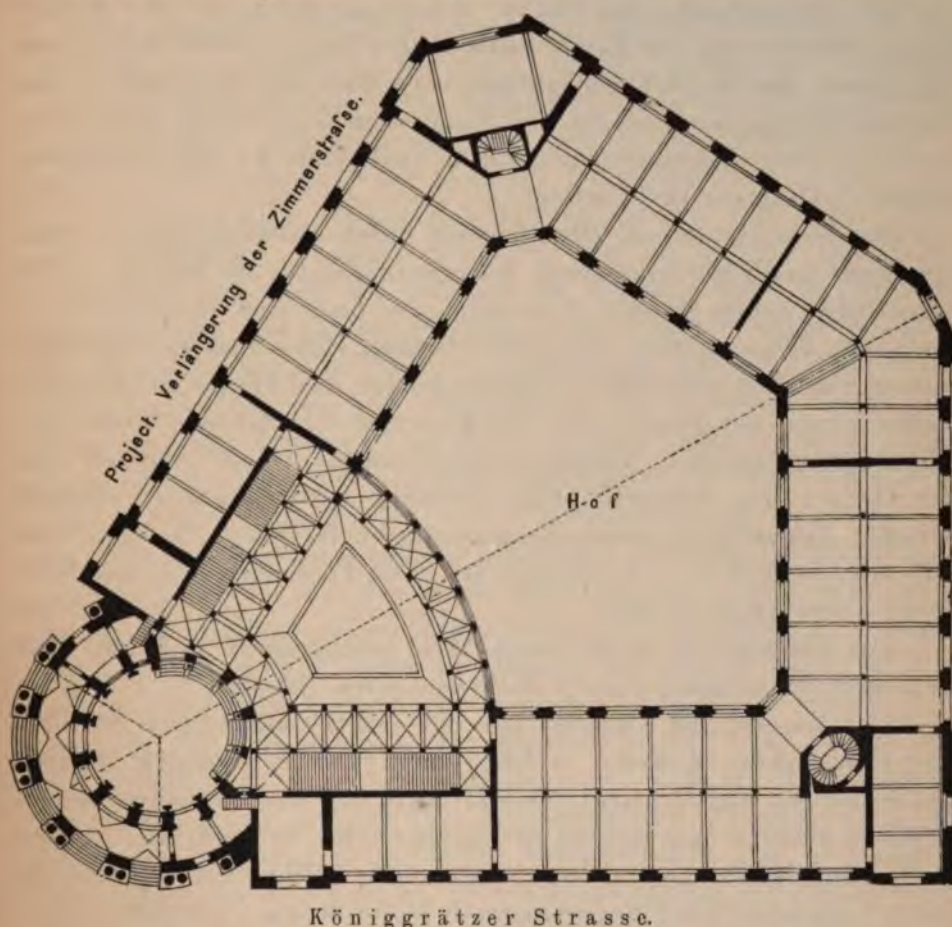 Project. Verlängerung der Zimmerstraſse.
Hof
Königgrätzer Strasse.